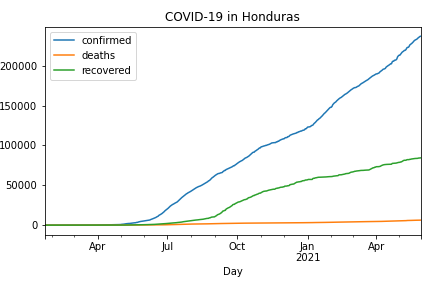 COVID-19 in Honduras
confirmed
deaths
recovered
200000
150000
100000
50000
0
Apr Jul Oct Jan Apr
2021
Day